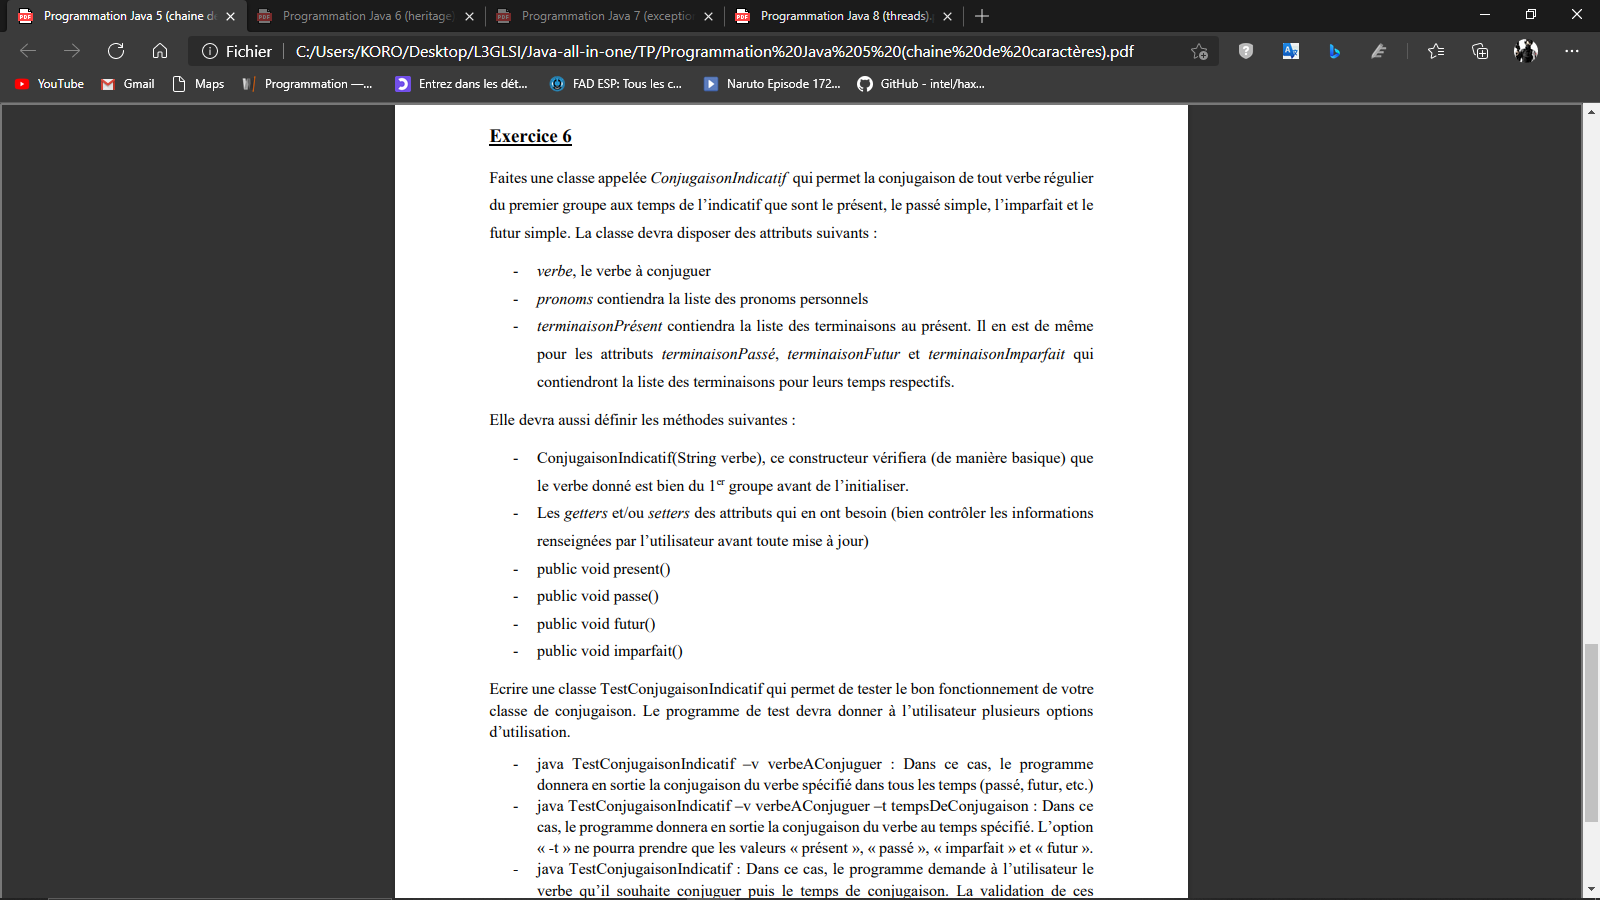 Programmation Java 5 (chaine de
Programmation Java 6 (heritage)
Programmation Java 7 (exception
Programmation Java 8 (threads).
Fichier
C:/Users/KORO/Desktop/L3GLSI/Java-all-in-one/TP/Programmation%20Java%205%20(chaine%20de%20caractères).pdf
YouTube
Gmail
Maps
Programmation —...
Entrez dans les dét...
FAD ESP: Tous les c...
Naruto Episode 172...
GitHub - intel/hax...
Exercice 6
Faites une classe appelée ConjugaisonIndicatif qui permet la conjugaison de tout verbe régulier
du premier groupe aux temps de l’indicatif que sont le présent, le passé simple, l’imparfait et le
futur simple. La classe devra disposer des attributs suivants :
- verbe, le verbe à conjuguer
- pronoms contiendra la liste des pronoms personnels
- terminaisonPrésent contiendra la liste des terminaisons au présent. Il en est de même
pour les attributs terminaisonPassé, terminaisonFutur et terminaisonImparfait qui
contiendront la liste des terminaisons pour leurs temps respectifs.
Elle devra aussi définir les méthodes suivantes :
- ConjugaisonIndicatif(String verbe), ce constructeur vérifiera (de manière basique) que
le verbe donné est bien du 1er groupe avant de l’initialiser.
- Les getters et/ou setters des attributs qui en ont besoin (bien contrôler les informations
renseignées par l’utilisateur avant toute mise à jour)
- public void present()
- public void passe()
- public void futur()
- public void imparfait()
Ecrire une classe TestConjugaisonIndicatif qui permet de tester le bon fonctionnement de votre
classe de conjugaison. Le programme de test devra donner à l’utilisateur plusieurs options
d’utilisation.
- java TestConjugaisonIndicatif –v verbeAConjuguer : Dans ce cas, le programme
donnera en sortie la conjugaison du verbe spécifié dans tous les temps (passé, futur, etc.)
- java TestConjugaisonIndicatif –v verbeAConjuguer –t tempsDeConjugaison : Dans ce
cas, le programme donnera en sortie la conjugaison du verbe au temps spécifié. L’option
« -t » ne pourra prendre que les valeurs « présent », « passé », « imparfait » et « futur ».
- java TestConjugaisonIndicatif : Dans ce cas, le programme demande à l’utilisateur le
verbe qu’il souhaite conjuguer puis le temps de conjugaison. La validation de ces